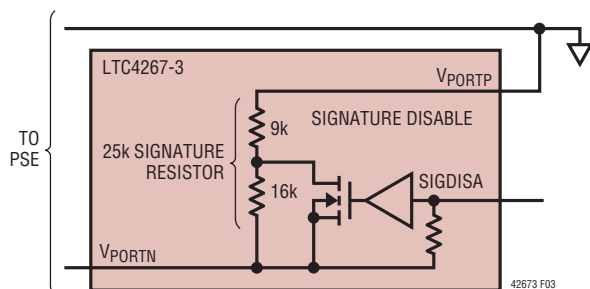 LTC4267-3
VPORTP
9k
SIGNATURE DISABLE
TO
PSE
25k SIGNATURE
RESISTOR
SIGDISA
16k
VPORTN
42673 F03